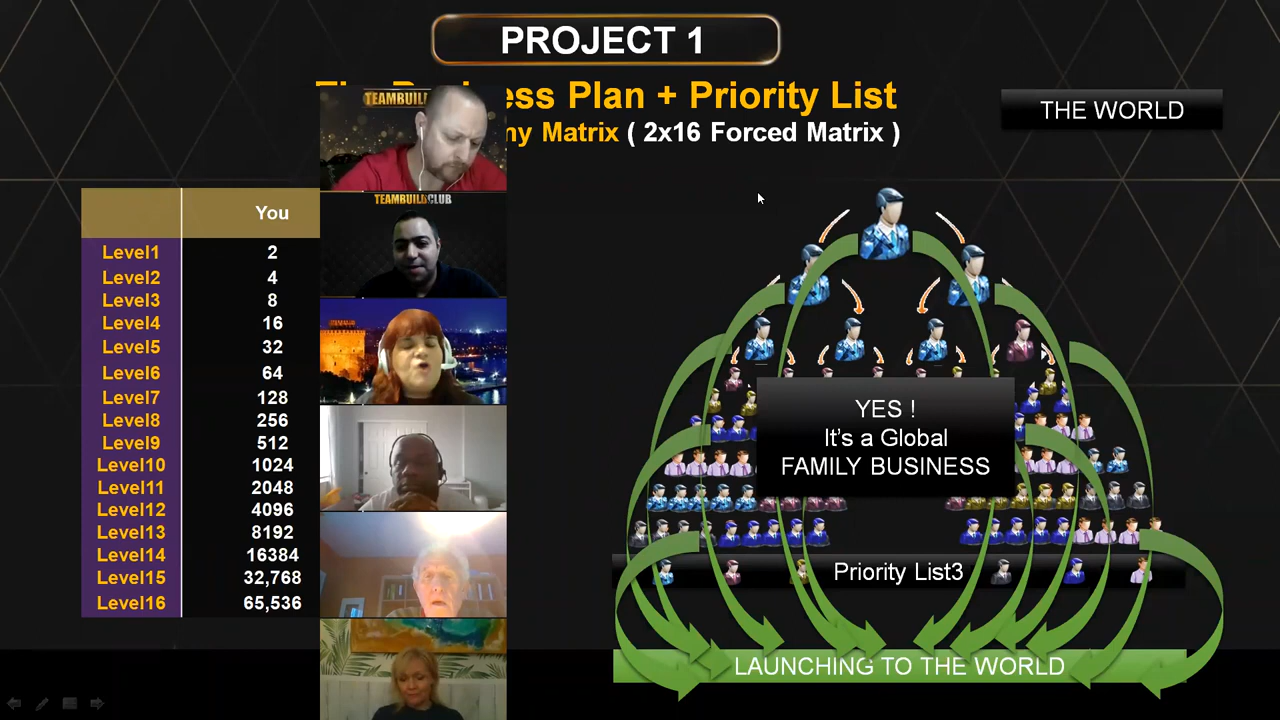 PROJECT 1
ess Plan + Priority List
ny Matrix ( 2x16 Forced Matrix )
THE WORLD
TEAMBUIL
TEAMBUILDCLUB
You
Level1 2
Level2 4
Level3 8
Level4 16
Level5 32
Level6 64
Level7 128
Level8 256
Level9 512
Level10 1024
Level11 2048
Level12 4096
Level13 8192
Level14 16384
Level15 32,768
Level16 65,536
YES !
It's a Global
FAMILY BUSINESS
Priority List3
LAUNCHING TO THE WORLD